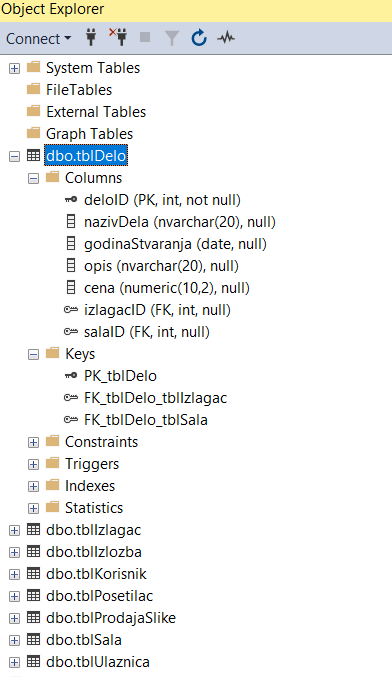 Object Explorer
Connect
System Tables
FileTables
External Tables
Graph Tables
dbo.tblDelo
Columns
deloID (PK, int, not null)
nazivDela (nvarchar(20), null)
godinaStvaranja (date, null)
opis (nvarchar(20), null)
cena (numeric(10,2), null)
izlagacID (FK, int, null)
salaID (FK, int, null)
Keys
PK_tblDelo
FK_tblDelo_tblIzlagac
FK_tblDelo_tblSala
Constraints
Triggers
Indexes
Statistics
dbo.tblIzlagac
dbo.tblIzlozba
dbo.tblKorisnik
dbo.tblPosetilac
dbo.tblProdajaSlike
dbo.tblSala
dbo.tblUlaznica